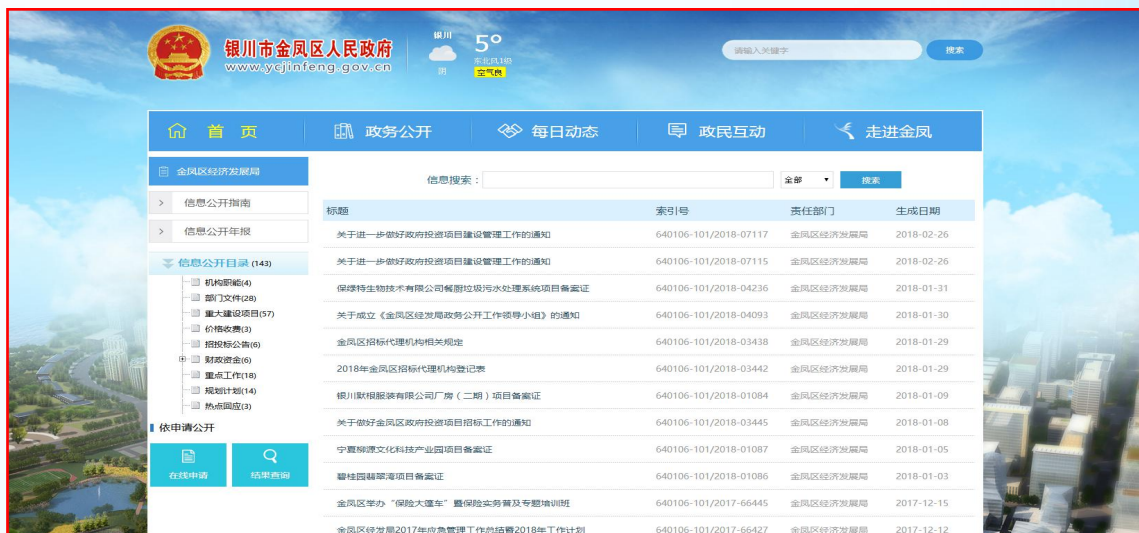 银川市金凤区人民政府
www.ycjinfeng.gov.cn
银川
阴
5°
东北风1级
空气良
请输入关键字
搜索
首 页
政务公开
每日动态
政民互动
走进金凤
金凤区经济发展局
信息公开指南
信息公开年报
信息公开目录 (143)
机构职能(4)
部门文件(28)
重大建设项目(57)
价格收费(3)
招投标公告(6)
财政资金(6)
重点工作(18)
规划计划(14)
热点回应(3)
依申请公开
在线申请
结果查询
信息搜索：
全部
搜索
标题 索引号 责任部门 生成日期
关于进一步做好政府投资项目建设管理工作的通知 640106-101/2018-07117 金凤区经济发展局 2018-02-26
关于进一步做好政府投资项目建设管理工作的通知 640106-101/2018-07115 金凤区经济发展局 2018-02-26
保绿特生物技术有限公司餐厨垃圾污水处理系统项目备案证 640106-101/2018-04236 金凤区经济发展局 2018-01-31
关于成立《金凤区经发局政务公开工作领导小组》的通知 640106-101/2018-04093 金凤区经济发展局 2018-01-30
金凤区招标代理机构相关规定 640106-101/2018-03438 金凤区经济发展局 2018-01-29
2018年金凤区招标代理机构登记表 640106-101/2018-03442 金凤区经济发展局 2018-01-29
银川默根服装有限公司厂房（二期）项目备案证 640106-101/2018-01084 金凤区经济发展局 2018-01-09
关于做好金凤区政府投资项目招标工作的通知 640106-101/2018-03445 金凤区经济发展局 2018-01-08
宁夏柳源文化科技产业园项目备案证 640106-101/2018-01087 金凤区经济发展局 2018-01-05
碧桂园翡翠湾项目备案证 640106-101/2018-01086 金凤区经济发展局 2018-01-03
金凤区举办“保险大篷车”暨保险实务普及专题培训班 640106-101/2017-66445 金凤区经济发展局 2017-12-15
金凤区经发局2017年应急管理工作总结暨2018年工作计划 640106-101/2017-66427 金凤区经济发展局 2017-12-12